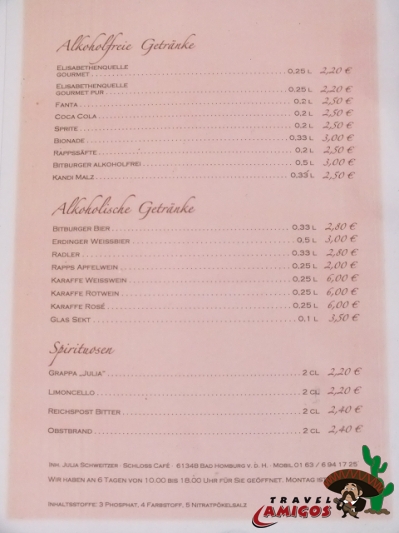 Alkoholfreie Getränke
Elisabethenquelle
gourmet 0,25 l 2,20 €
Elisabethenquelle
gourmet pur 0,25 l 2,20 €
Fanta 0,2 l 2,50 €
Coca Cola 0,2 l 2,50 €
Sprite 0,2 l 2,50 €
Bionade 0,33 l 3,00 €
Rappssäfte 0,2 l 2,50 €
Bitburger alkoholfrei 0,5 l 3,00 €
Kandi Malz 0,33 l 2,50 €
Alkoholische Getränke
Bitburger Bier 0,33 l 2,80 €
Erdinger Weissbier 0,5 l 3,00 €
Radler 0,33 l 2,80 €
Rapps Apfelwein 0,25 l 2,00 €
Karaffe Weisswein 0,25 l 6,00 €
Karaffe Rotwein 0,25 l 6,00 €
Karaffe Rosé 0,25 l 6,00 €
Glas Sekt 0,1 l 3,50 €
Spirituosen
Grappa „Julia" 2 cl 2,20 €
Limoncello 2 cl 2,20 €
Reichspost Bitter 2 cl 2,40 €
Obstbrand 2 cl 2,40 €
Inh. Julia Schweitzer · Schloss Café 61348 Bad Homburg v. d. H. · Mobil 01 63 / 6 94 17 25
Wir haben an 6 Tagen von 10.00 bis 18.00 Uhr für Sie geöffnet. Montag ist
Inhaltsstoffe: 3 Phosphat, 4 Farbstoff, 5 Nitratpökelsalz
TRAVEL
AMIGOS